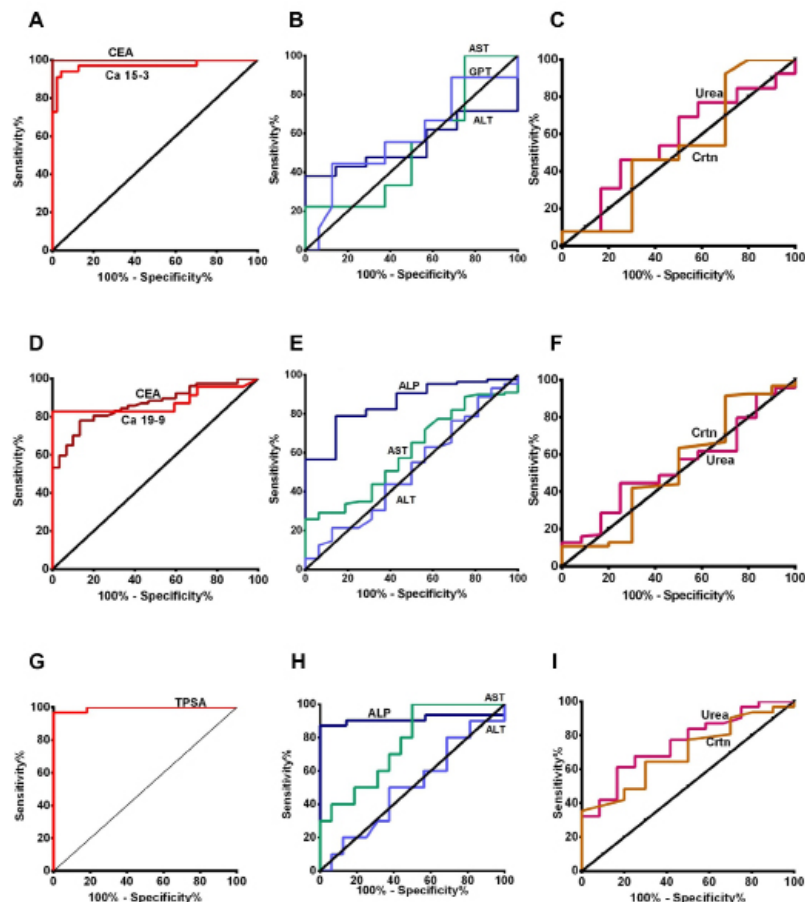 A
CEA
Ca 15-3
Sensitivity%
100
80
60
40
20
0
0 20 40 60 80 100
100% - Specificity%
B
AST
GPT
ALT
Sensitivity%
100
80
60
40
20
0
0 20 40 60 80 100
100% - Specificity%
C
Urea
Crtn
Sensitivity%
100
80
60
40
20
0
0 20 40 60 80 100
100% - Specificity%
D
CEA
Ca 19-9
Sensitivity%
100
80
60
40
20
0
0 20 40 60 80 100
100% - Specificity%
E
ALP
AST
ALT
Sensitivity%
100
80
60
40
20
0
0 20 40 60 80 100
100% - Specificity%
F
Crtn
Urea
Sensitivity%
100
80
60
40
20
0
0 20 40 60 80 100
100% - Specificity%
G
TPSA
Sensitivity%
100
80
60
40
20
0
0 20 40 60 80 100
100% - Specificity%
H
AST
ALP
ALT
Sensitivity%
100
80
60
40
20
0
0 20 40 60 80 100
100% - Specificity%
I
Urea
Crtn
Sensitivity%
100
80
60
40
20
0
0 20 40 60 80 100
100% - Specificity%